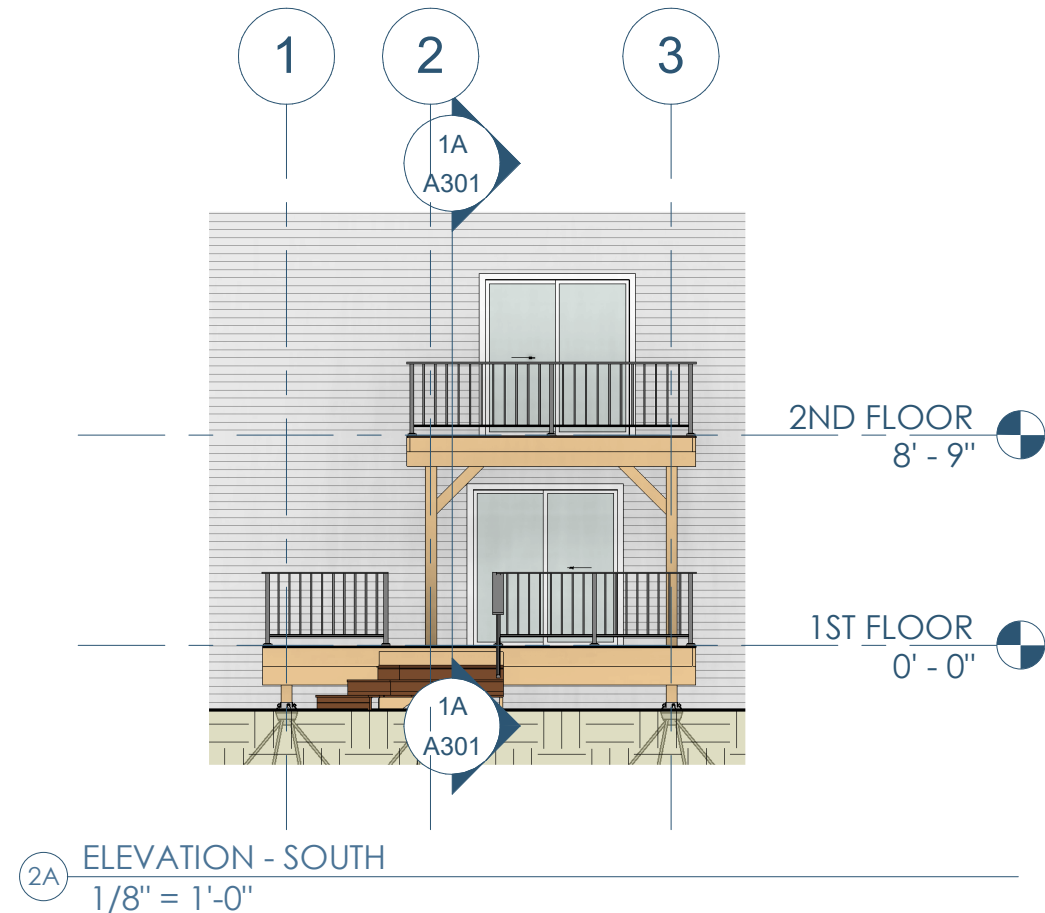 1
2
3
1A
A301
2ND FLOOR
8' - 9"
1ST FLOOR
0' - 0"
1A
A301
2A
ELEVATION - SOUTH
1/8" = 1'-0"